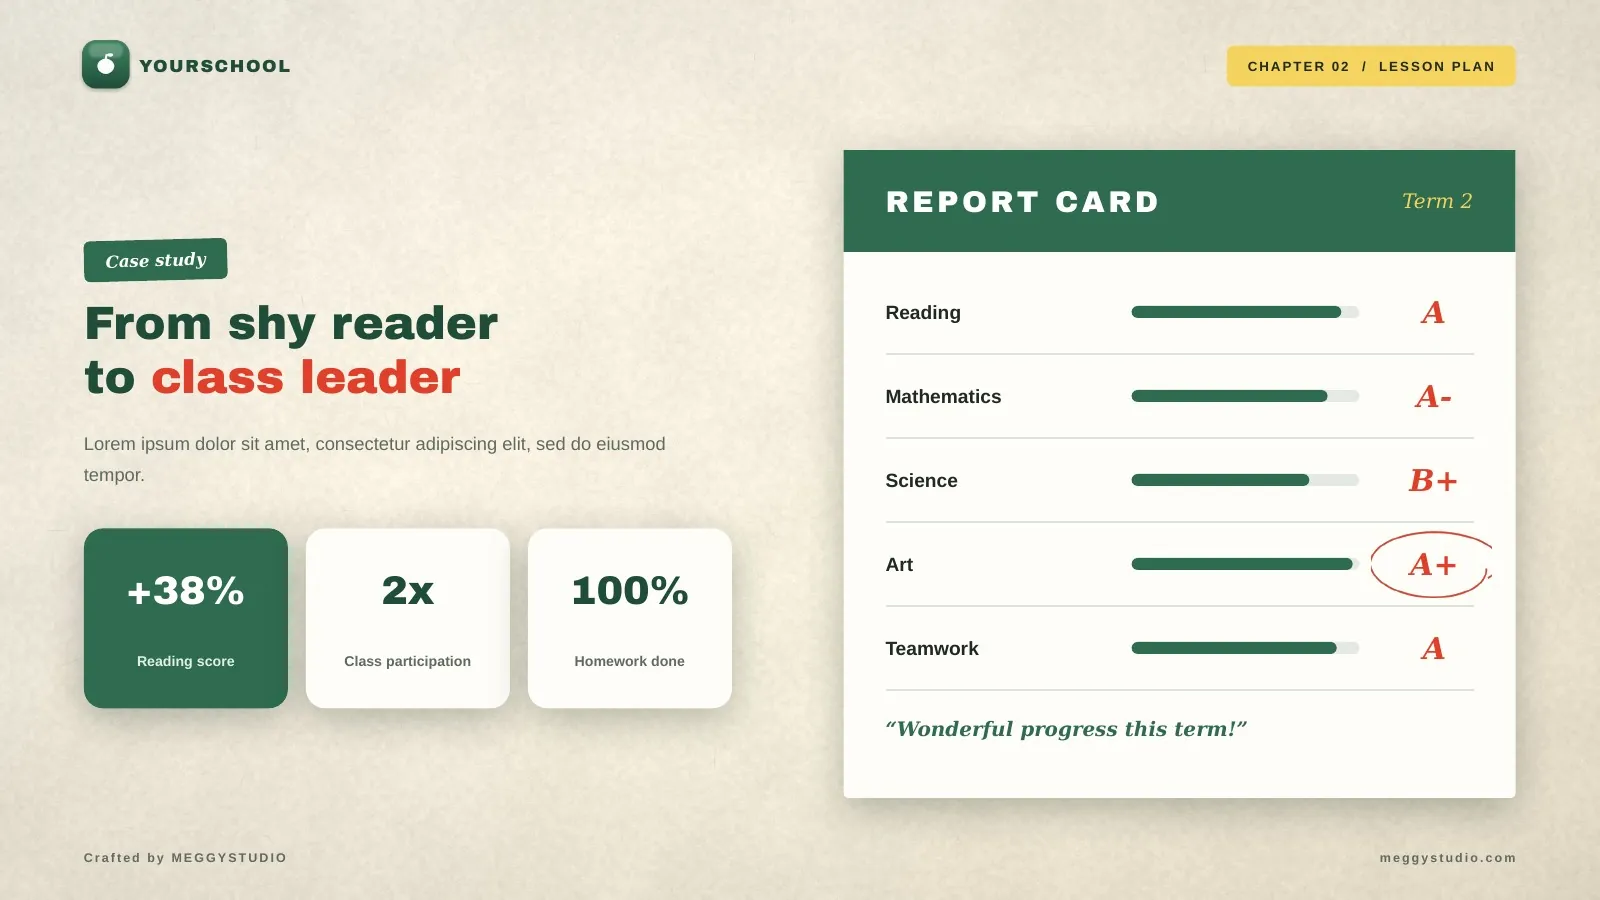 YOURSCHOOL
CHAPTER 02 / LESSON PLAN
Case study
From shy reader
to class leader
Lorem ipsum dolor sit amet, consectetur adipiscing elit, sed do eiusmod
tempor.
+38%
Reading score
2x
Class participation
100%
Homework done
REPORT CARD
Term 2
Reading A
Mathematics A-
Science B+
Art A+
Teamwork A
“Wonderful progress this term!”
Crafted by MEGGYSTUDIO
meggystudio.com